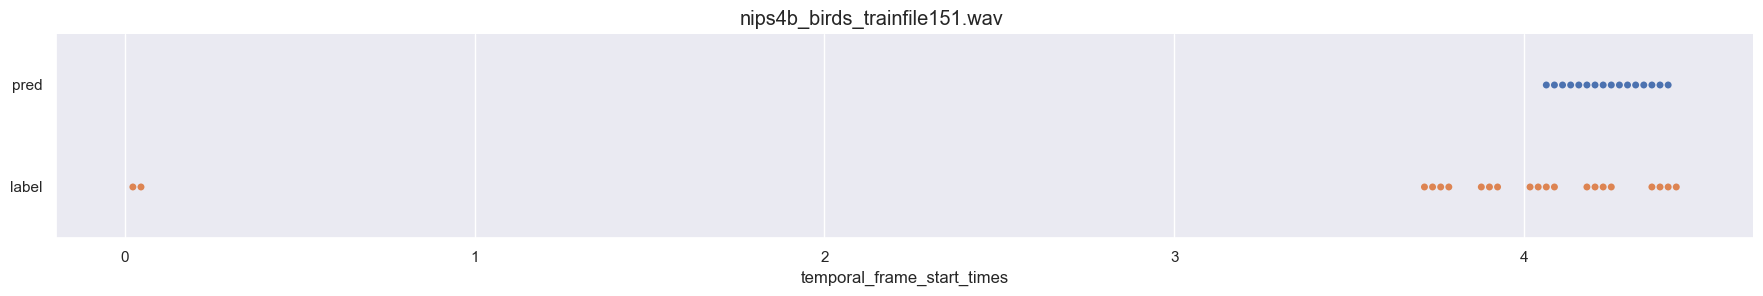 nips4b_birds_trainfile151.wav
pred
label
0 1 2 3 4
temporal_frame_start_times